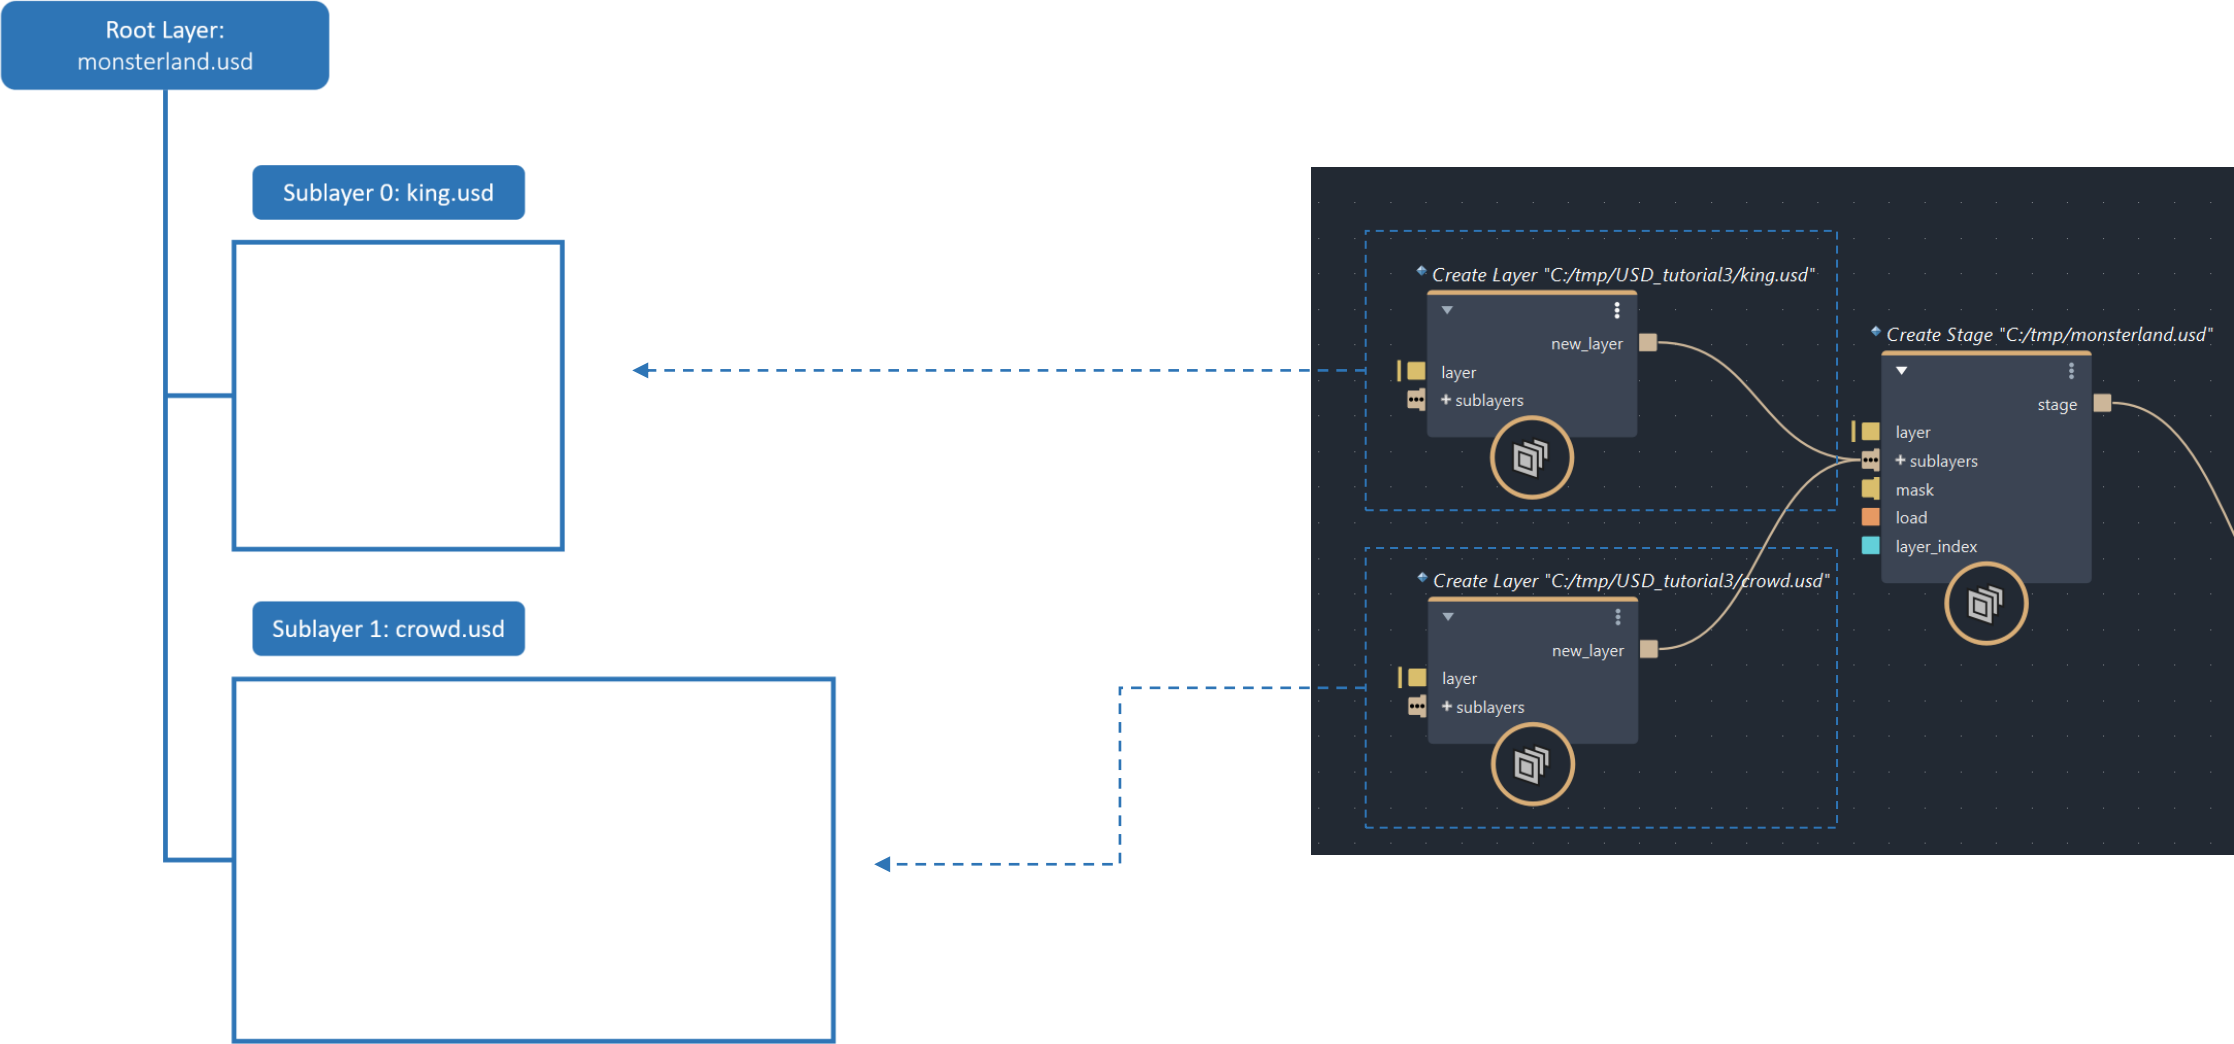 Root Layer:
monsterland.usd
Sublayer 0: king.usd
Sublayer 1: crowd.usd
Create Layer "C:/tmp/USD_tutorial3/king.usd"
new_layer
layer
+ sublayers
Create Layer "C:/tmp/USD_tutorial3/crowd.usd"
new_layer
layer
+ sublayers
Create Stage "C:/tmp/monsterland.usd"
stage
layer
+ sublayers
mask
load
layer_index